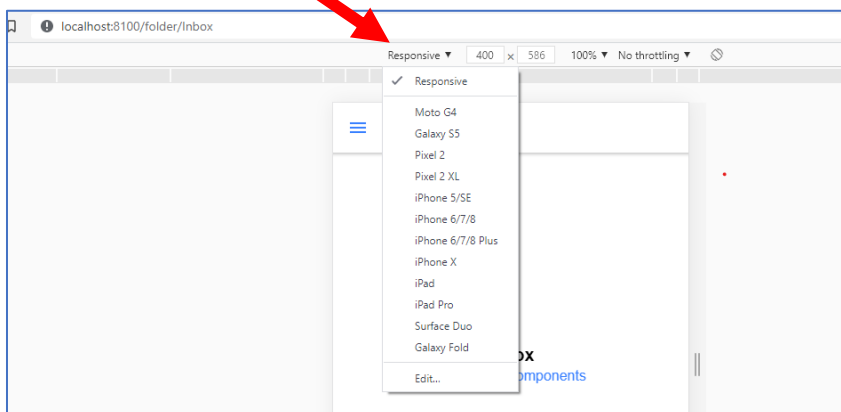 localhost:8100/folder/Inbox
Responsive ▼ 400 x 586 100% ▼ No throttling ▼
✓ Responsive
Moto G4
Galaxy S5
Pixel 2
Pixel 2 XL
iPhone 5/SE
iPhone 6/7/8
iPhone 6/7/8 Plus
iPhone X
iPad
iPad Pro
Surface Duo
Galaxy Fold
ox
Edit...
omponents